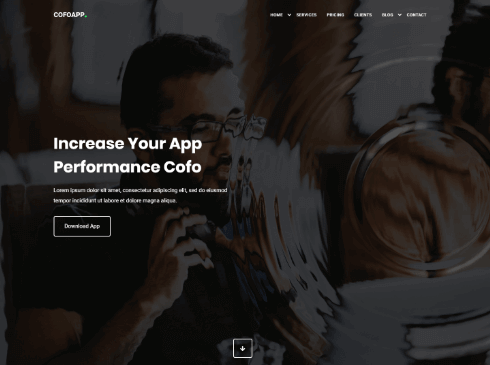 COFOAPP.
HOME SERVICES PRICING CLIENTS BLOG CONTACT
Increase Your App
Performance Cofo
Lorem ipsum dolor sit amet, consectetur adipiscing elit, sed do eiusmod
tempor incididunt ut labore et dolore magna aliqua.
Download App